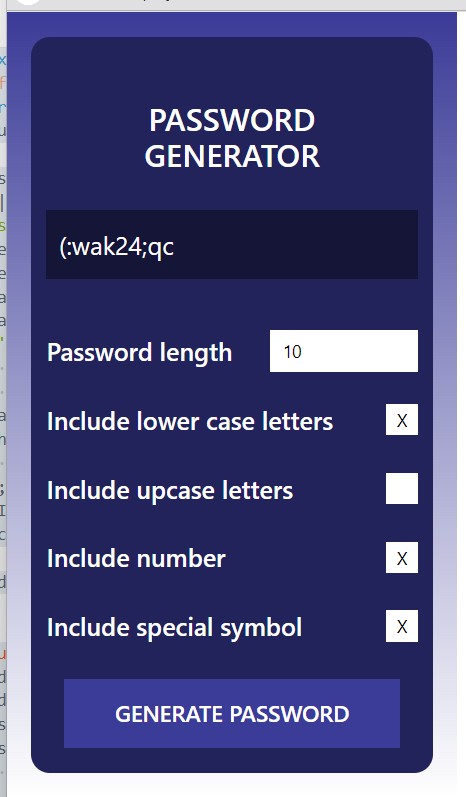 PASSWORD
GENERATOR
(:wak24;qc
Password length 10
Include lower case letters X
Include upcase letters
Include number X
Include special symbol X
GENERATE PASSWORD